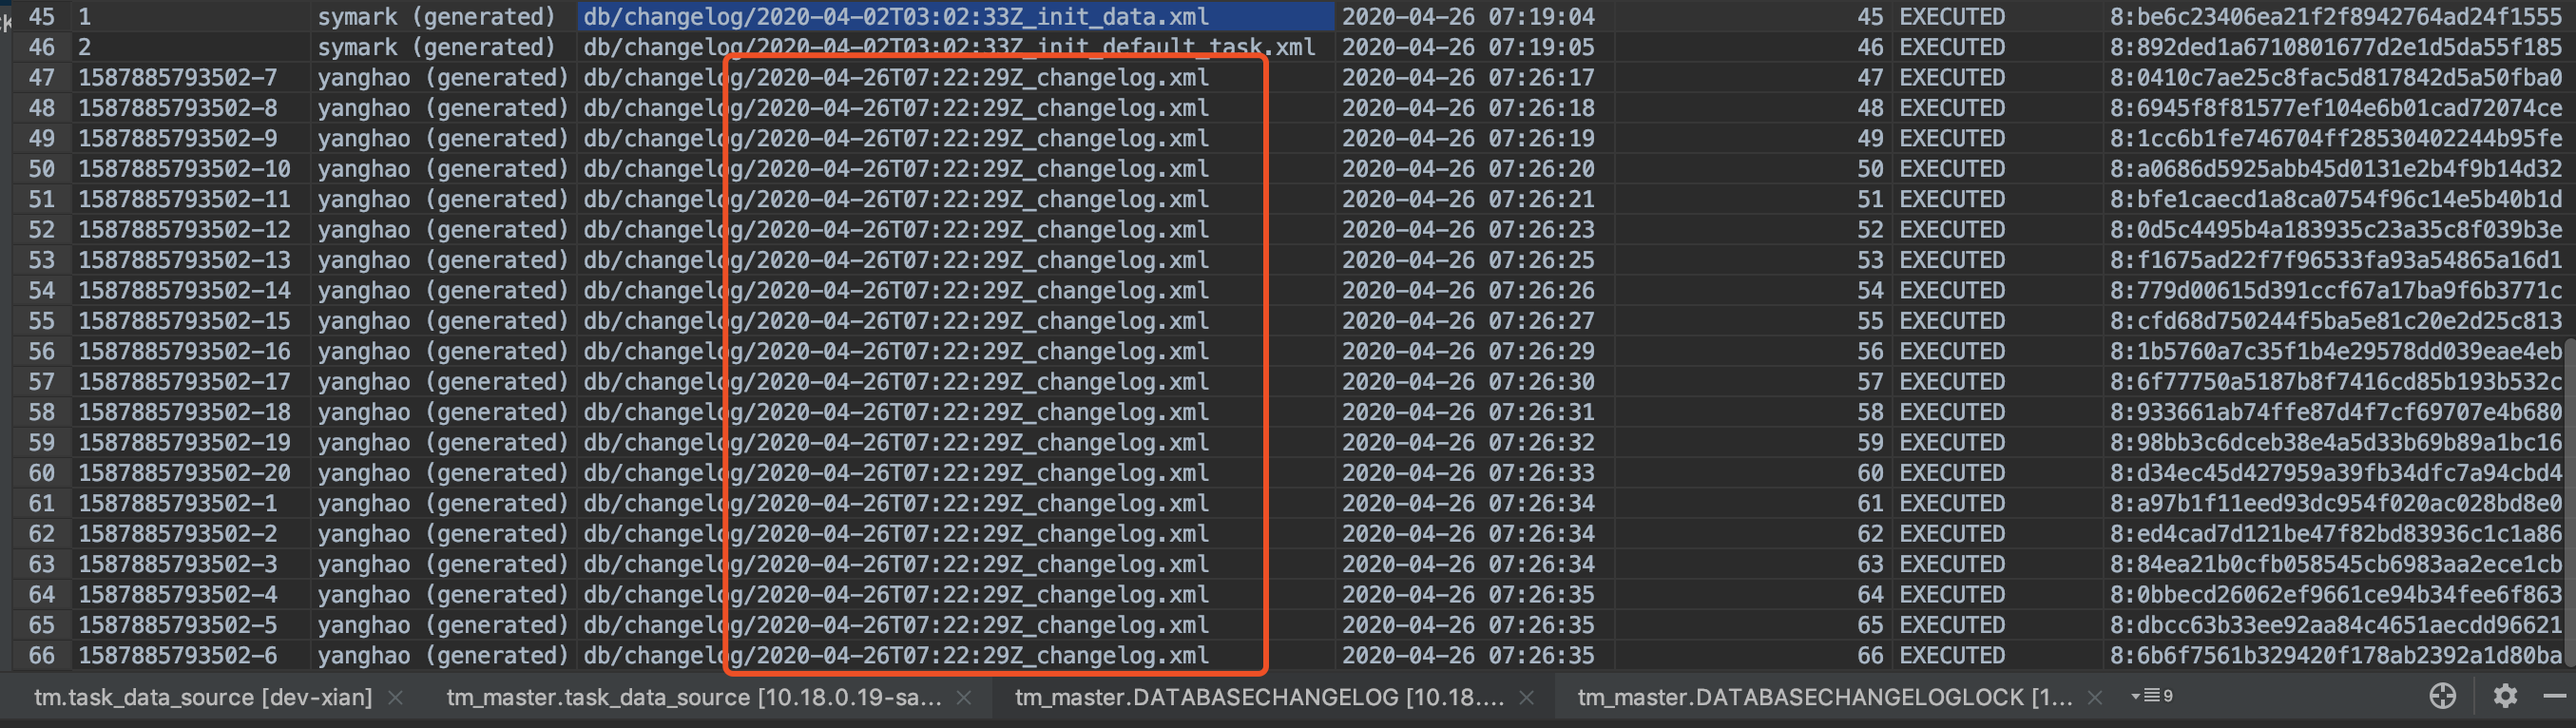 45 1 symark (generated) db/changelog/2020-04-02T03:02:33Z_init_data.xml 2020-04-26 07:19:04 45 EXECUTED 8:be6c23406ea21f2f8942764ad24f1555
46 2 symark (generated) db/changelog/2020-04-02T03:02:33Z_init_default_task.xml 2020-04-26 07:19:05 46 EXECUTED 8:892ded1a6710801677d2e1d5da55f185
47 1587885793502-7 yanghao (generated) db/changelog/2020-04-26T07:22:29Z_changelog.xml 2020-04-26 07:26:17 47 EXECUTED 8:0410c7ae25c8fac5d817842d5a50fba0
48 1587885793502-8 yanghao (generated) db/changelog/2020-04-26T07:22:29Z_changelog.xml 2020-04-26 07:26:18 48 EXECUTED 8:6945f8f81577ef104e6b01cad72074ce
49 1587885793502-9 yanghao (generated) db/changelog/2020-04-26T07:22:29Z_changelog.xml 2020-04-26 07:26:19 49 EXECUTED 8:1cc6b1fe746704ff28530402244b95fe
50 1587885793502-10 yanghao (generated) db/changelog/2020-04-26T07:22:29Z_changelog.xml 2020-04-26 07:26:20 50 EXECUTED 8:a0686d5925abb45d0131e2b4f9b14d32
51 1587885793502-11 yanghao (generated) db/changelog/2020-04-26T07:22:29Z_changelog.xml 2020-04-26 07:26:21 51 EXECUTED 8:bfe1caecd1a8ca0754f96c14e5b40b1d
52 1587885793502-12 yanghao (generated) db/changelog/2020-04-26T07:22:29Z_changelog.xml 2020-04-26 07:26:23 52 EXECUTED 8:0d5c4495b4a183935c23a35c8f039b3e
53 1587885793502-13 yanghao (generated) db/changelog/2020-04-26T07:22:29Z_changelog.xml 2020-04-26 07:26:25 53 EXECUTED 8:f1675ad22f7f96533fa93a54865a16d1
54 1587885793502-14 yanghao (generated) db/changelog/2020-04-26T07:22:29Z_changelog.xml 2020-04-26 07:26:26 54 EXECUTED 8:779d00615d391ccf67a17ba9f6b3771c
55 1587885793502-15 yanghao (generated) db/changelog/2020-04-26T07:22:29Z_changelog.xml 2020-04-26 07:26:27 55 EXECUTED 8:cfd68d750244f5ba5e81c20e2d25c813
56 1587885793502-16 yanghao (generated) db/changelog/2020-04-26T07:22:29Z_changelog.xml 2020-04-26 07:26:29 56 EXECUTED 8:1b5760a7c35f1b4e29578dd039eae4eb
57 1587885793502-17 yanghao (generated) db/changelog/2020-04-26T07:22:29Z_changelog.xml 2020-04-26 07:26:30 57 EXECUTED 8:6f77750a5187b8f7416cd85b193b532c
58 1587885793502-18 yanghao (generated) db/changelog/2020-04-26T07:22:29Z_changelog.xml 2020-04-26 07:26:31 58 EXECUTED 8:933661ab74ffe87d4f7cf69707e4b680
59 1587885793502-19 yanghao (generated) db/changelog/2020-04-26T07:22:29Z_changelog.xml 2020-04-26 07:26:32 59 EXECUTED 8:98bb3c6dceb38e4a5d33b69b89a1bc16
60 1587885793502-20 yanghao (generated) db/changelog/2020-04-26T07:22:29Z_changelog.xml 2020-04-26 07:26:33 60 EXECUTED 8:d34ec45d427959a39fb34dfc7a94cbd4
61 1587885793502-1 yanghao (generated) db/changelog/2020-04-26T07:22:29Z_changelog.xml 2020-04-26 07:26:34 61 EXECUTED 8:a97b1f11eed93dc954f020ac028bd8e0
62 1587885793502-2 yanghao (generated) db/changelog/2020-04-26T07:22:29Z_changelog.xml 2020-04-26 07:26:34 62 EXECUTED 8:ed4cad7d121be47f82bd83936c1c1a86
63 1587885793502-3 yanghao (generated) db/changelog/2020-04-26T07:22:29Z_changelog.xml 2020-04-26 07:26:34 63 EXECUTED 8:84ea21b0cfb058545cb6983aa2ece1cb
64 1587885793502-4 yanghao (generated) db/changelog/2020-04-26T07:22:29Z_changelog.xml 2020-04-26 07:26:35 64 EXECUTED 8:0bbecd26062ef9661ce94b34fee6f863
65 1587885793502-5 yanghao (generated) db/changelog/2020-04-26T07:22:29Z_changelog.xml 2020-04-26 07:26:35 65 EXECUTED 8:dbcc63b33ee92aa84c4651aecdd96621
66 1587885793502-6 yanghao (generated) db/changelog/2020-04-26T07:22:29Z_changelog.xml 2020-04-26 07:26:35 66 EXECUTED 8:6b6f7561b329420f178ab2392a1d80ba
tm.task_data_source [dev-xian] tm_master.task_data_source [10.18.0.19-sa... tm_master.DATABASECHANGELOG [10.18.... tm_master.DATABASECHANGELOGLOCK [1... 9